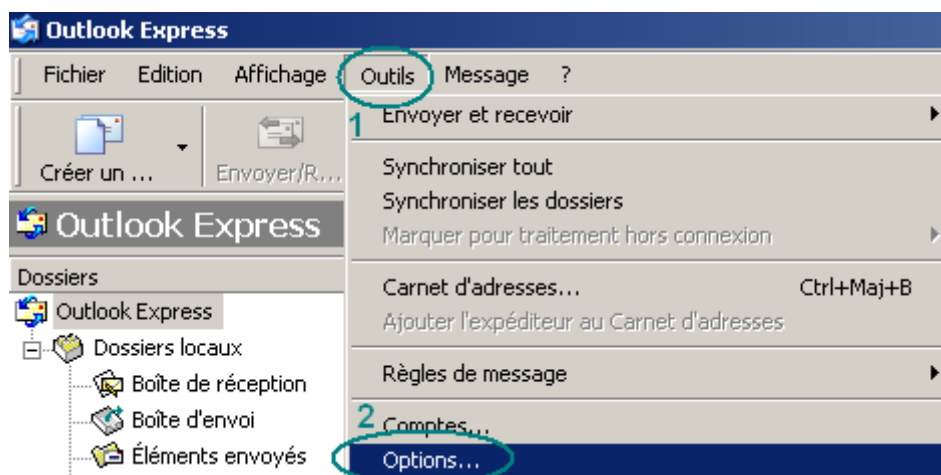 Outlook Express
Fichier Edition Affichage Outils Message ?
1
Envoyer et recevoir
Créer un ... Envoyer/R...
Synchroniser tout
Synchroniser les dossiers
Marquer pour traitement hors connexion
Outlook Express
Dossiers
Outlook Express
Dossiers locaux
Boîte de réception
Boîte d'envoi
Éléments envoyés
Carnet d'adresses... Ctrl+Maj+B
Ajouter l'expéditeur au Carnet d'adresses
Règles de message
2
Comptes...
Options...